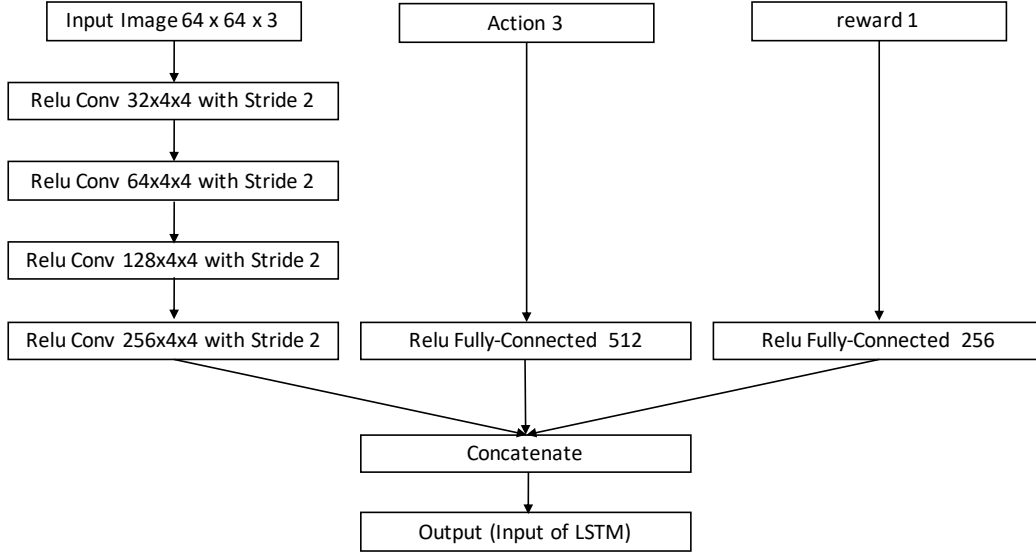 Input Image 64 x 64 x 3
Action 3
reward 1
Relu Conv 32x4x4 with Stride 2
Relu Conv 64x4x4 with Stride 2
Relu Conv 128x4x4 with Stride 2
Relu Conv 256x4x4 with Stride 2
Relu Fully-Connected 512
Relu Fully-Connected 256
Concatenate
Output (Input of LSTM)